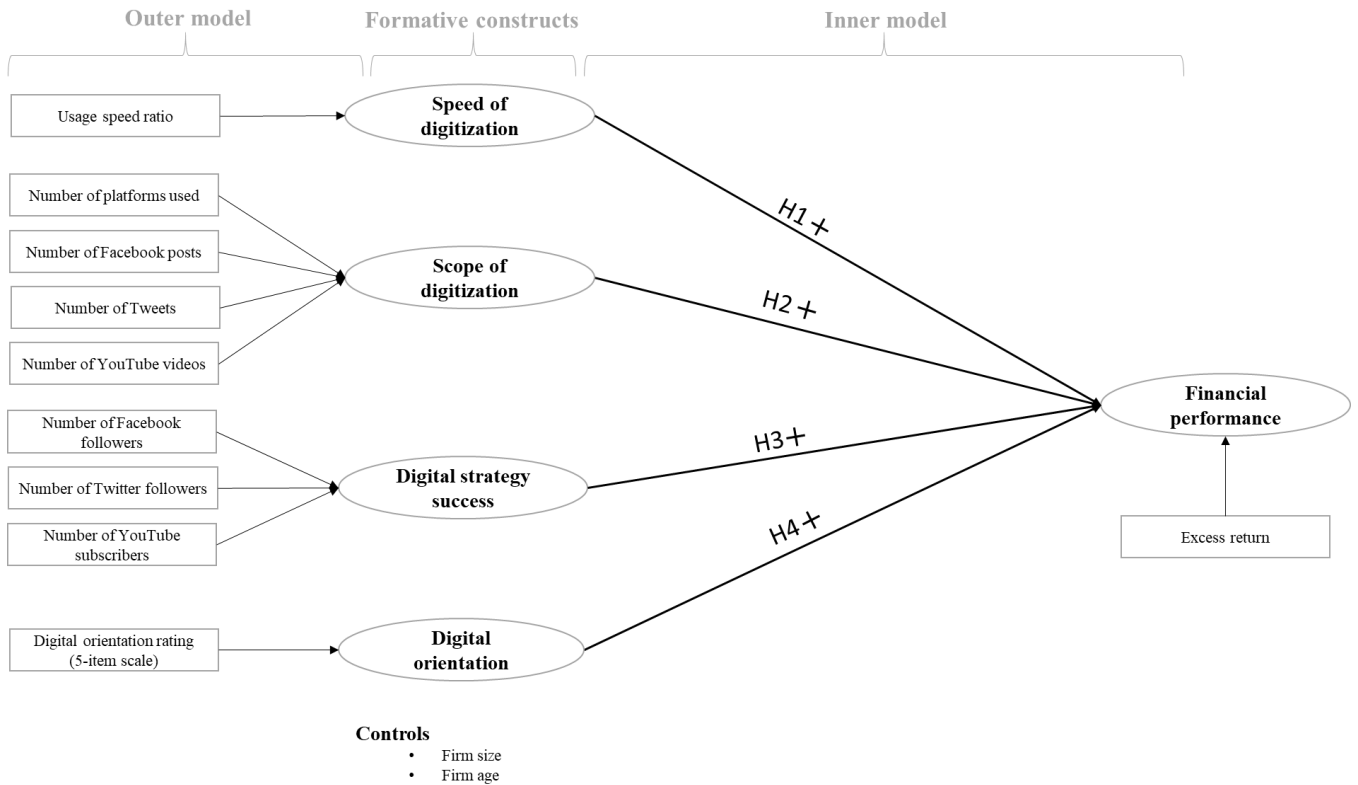 Outer model
Formative constructs
Inner model
Usage speed ratio
Speed of
digitization
H1+
Number of platforms used
Number of Facebook posts
Number of Tweets
Number of YouTube videos
Scope of
digitization
H2+
Number of Facebook
followers
Number of Twitter followers
Number of YouTube
subscribers
Digital strategy
success
H3+
Digital orientation rating
(5-item scale)
Digital
orientation
H4+
Financial
performance
Excess return
Controls
• Firm size
• Firm age